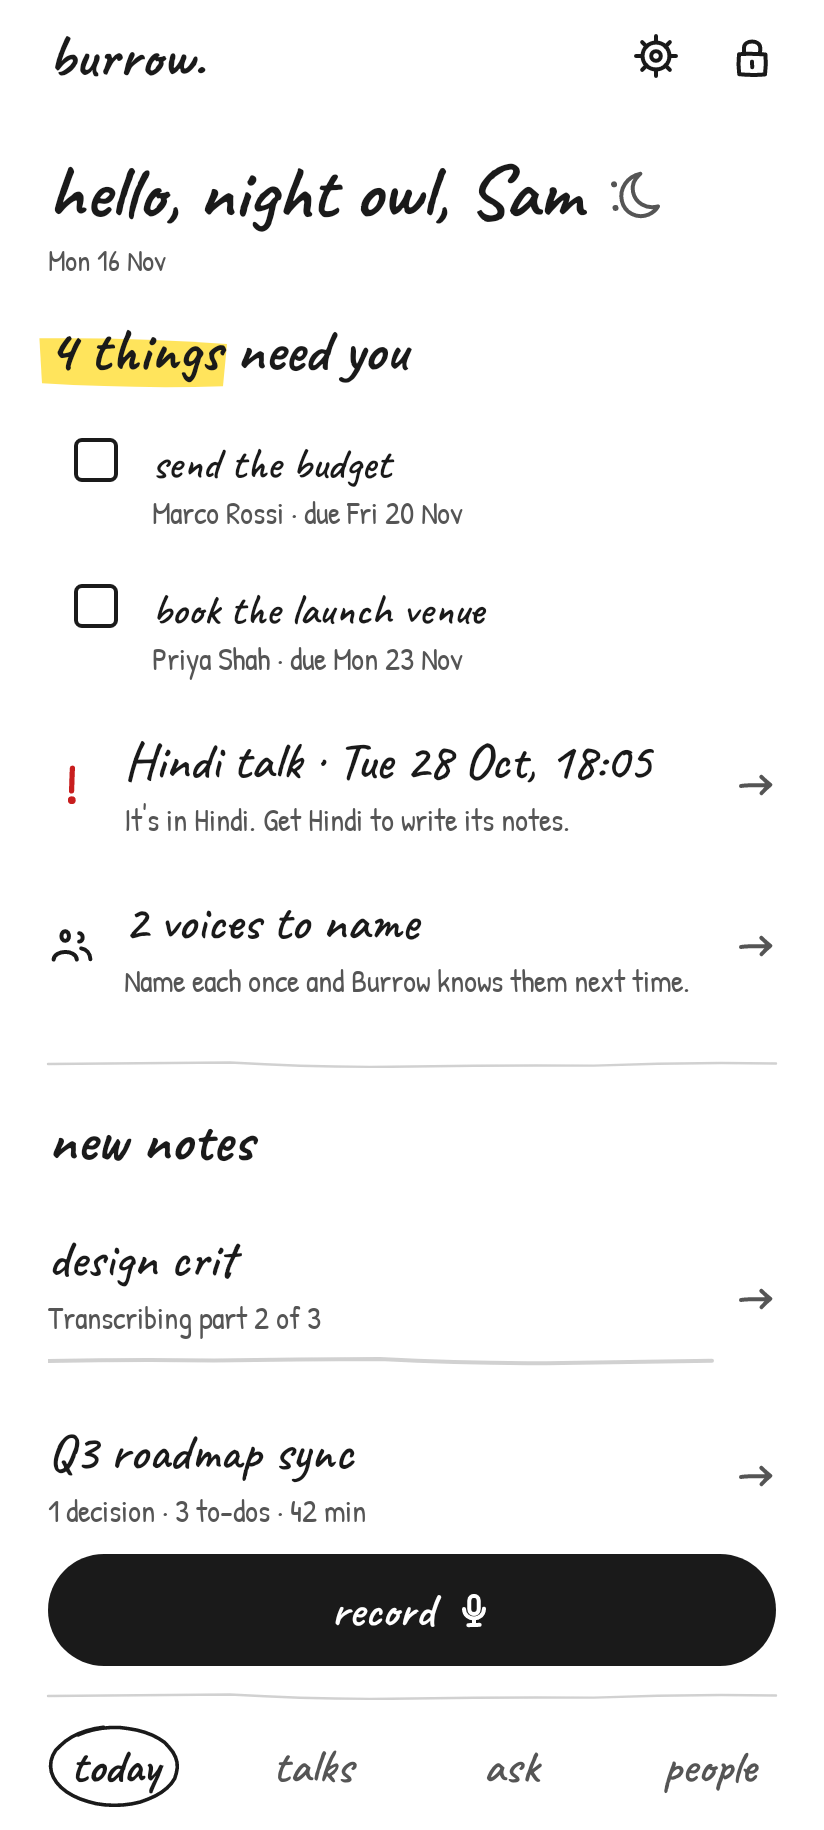 burrow.
hello, night owl, Sam
Mon 16 Nov
4 things need you
send the budget
Marco Rossi · due Fri 20 Nov
book the launch venue
Priya Shah · due Mon 23 Nov
! Hindi talk · Tue 28 Oct, 18:05
It's in Hindi. Get Hindi to write its notes.
2 voices to name
Name each once and Burrow knows them next time.
new notes
design crit
Transcribing part 2 of 3
Q3 roadmap sync
1 decision · 3 to-dos · 42 min
record
today talks ask people